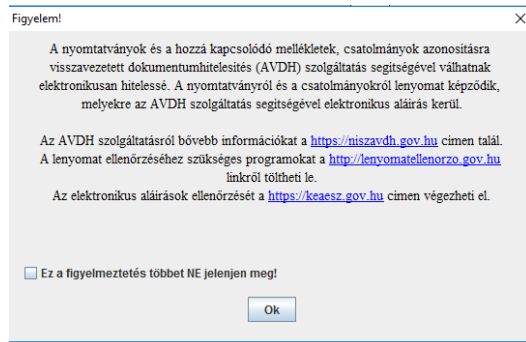 Figyelem!
A nyomtatványok és a hozzá kapcsolódó mellékletek, csatolmányok azonosításra
visszavezetett dokumentumhitelesítés (AVDH) szolgáltatás segítségével válhatnak
elektronikusan hitelessé. A nyomtatványról és a csatolmányokról lenyomat képződik,
melyekre az AVDH szolgáltatás segítségével elektronikus aláírás kerül.
Az AVDH szolgáltatásról bővebb információkat a https://niszavdh.gov.hu címen talál.
A lenyomat ellenőrzéséhez szükséges programokat a http://lenyomatellenorzo.gov.hu
linkről töltheti le.
Az elektronikus aláírások ellenőrzését a https://keaesz.gov.hu címen végezheti el.
Ez a figyelmeztetés többet NE jelenjen meg!
Ok